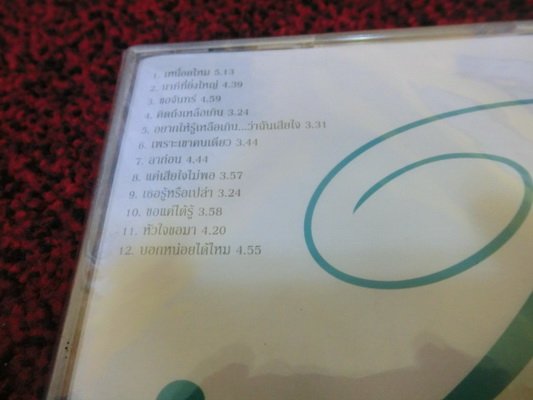 1. เหนื่อยไหม 5.13
2. นาทีที่ยิ่งใหญ่ 4.39
3. ขอจันทร์ 4.59
4. คิดถึงเหลือเกิน 3.24
5. อยากให้รู้เหลือเกิน...ว่าฉันเสียใจ 3.31
6. เพราะเขาคนเดียว 3.44
7. ลาก่อน 4.44
8. แค่เสียใจไม่พอ 3.57
9. เธอรู้หรือเปล่า 3.24
10. ขอแค่ได้รู้ 3.58
11. หัวใจขอมา 4.20
12. บอกหน่อยได้ไหม 4.55